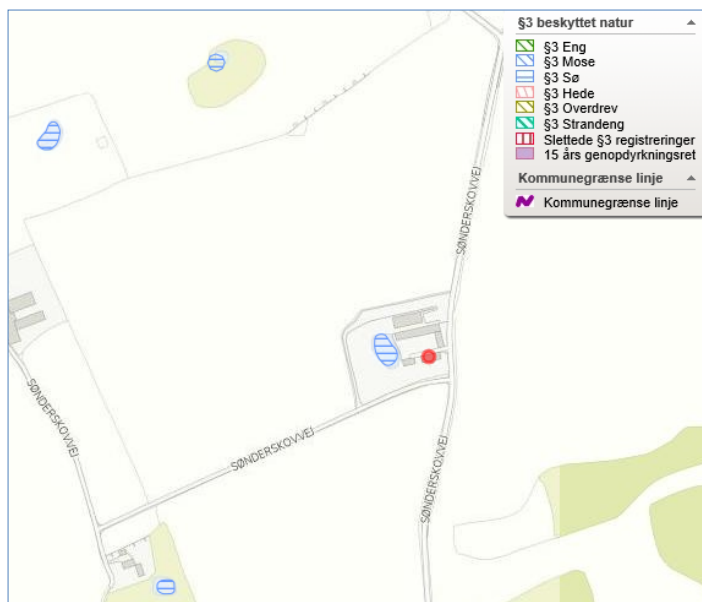 §3 beskyttet natur
§3 Eng
§3 Mose
§3 Sø
§3 Hede
§3 Overdrev
§3 Strandeng
Slettede §3 registreringer
15 års genopdyrkningsret
Kommunegrænse linje
Kommunegrænse linje
SØNDERSKOVVEJ
SØNDERSKOVVEJ
SØNDERSKOVVEJ
SØNDERSKOVVEJ